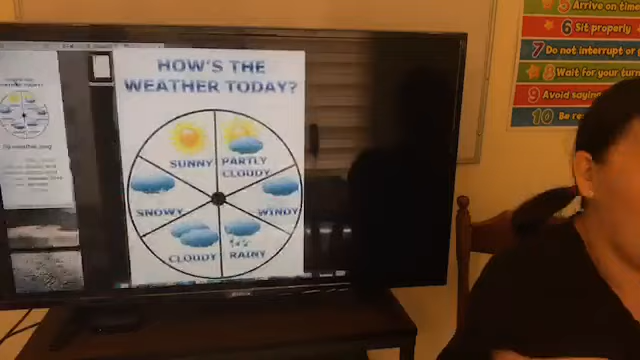 HOW'S THE
WEATHER TODAY?
SUNNY
PARTLY
CLOUDY
SNOWY
WINDY
CLOUDY
RAINY
5 Arrive on time
6 Sit properly
7 Do not interrupt or
8 Wait for your turn
9 Avoid saying
10 Be